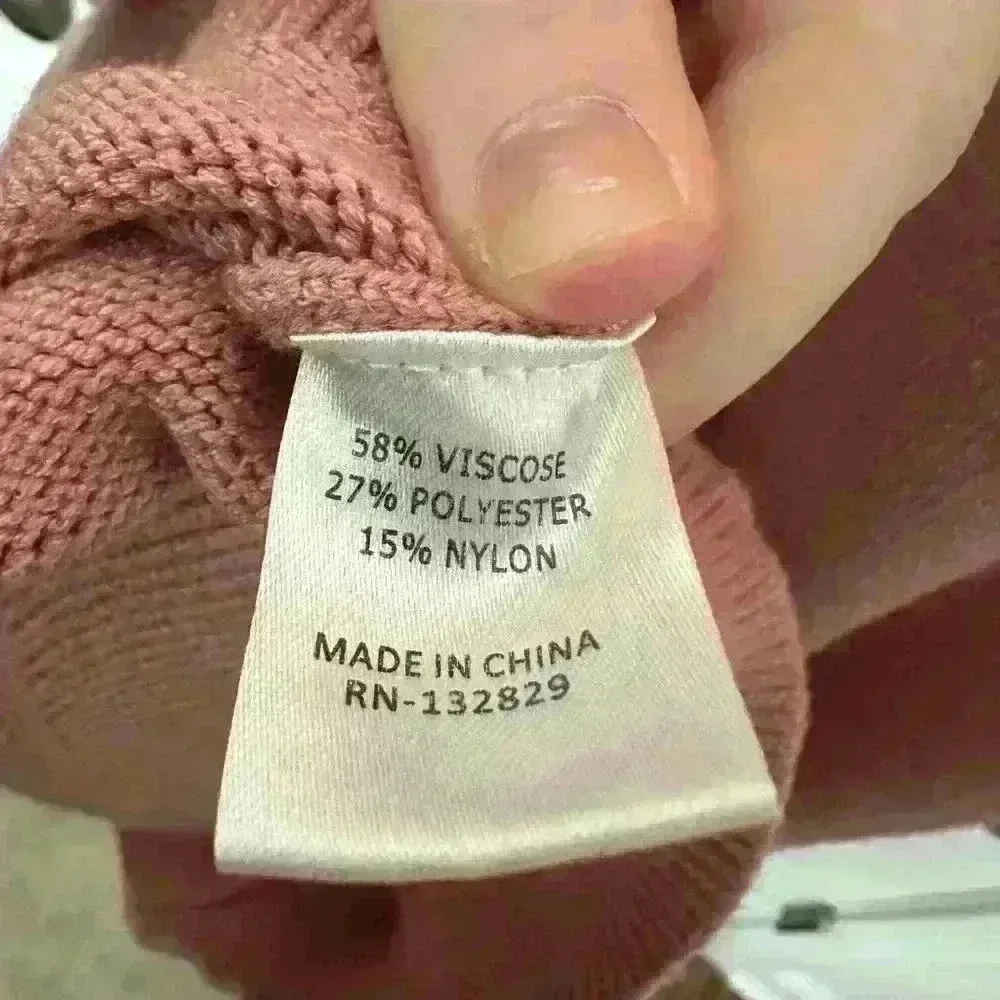 58% VISCOSE
27% POLYESTER
15% NYLON
MADE IN CHINA
RN-132829